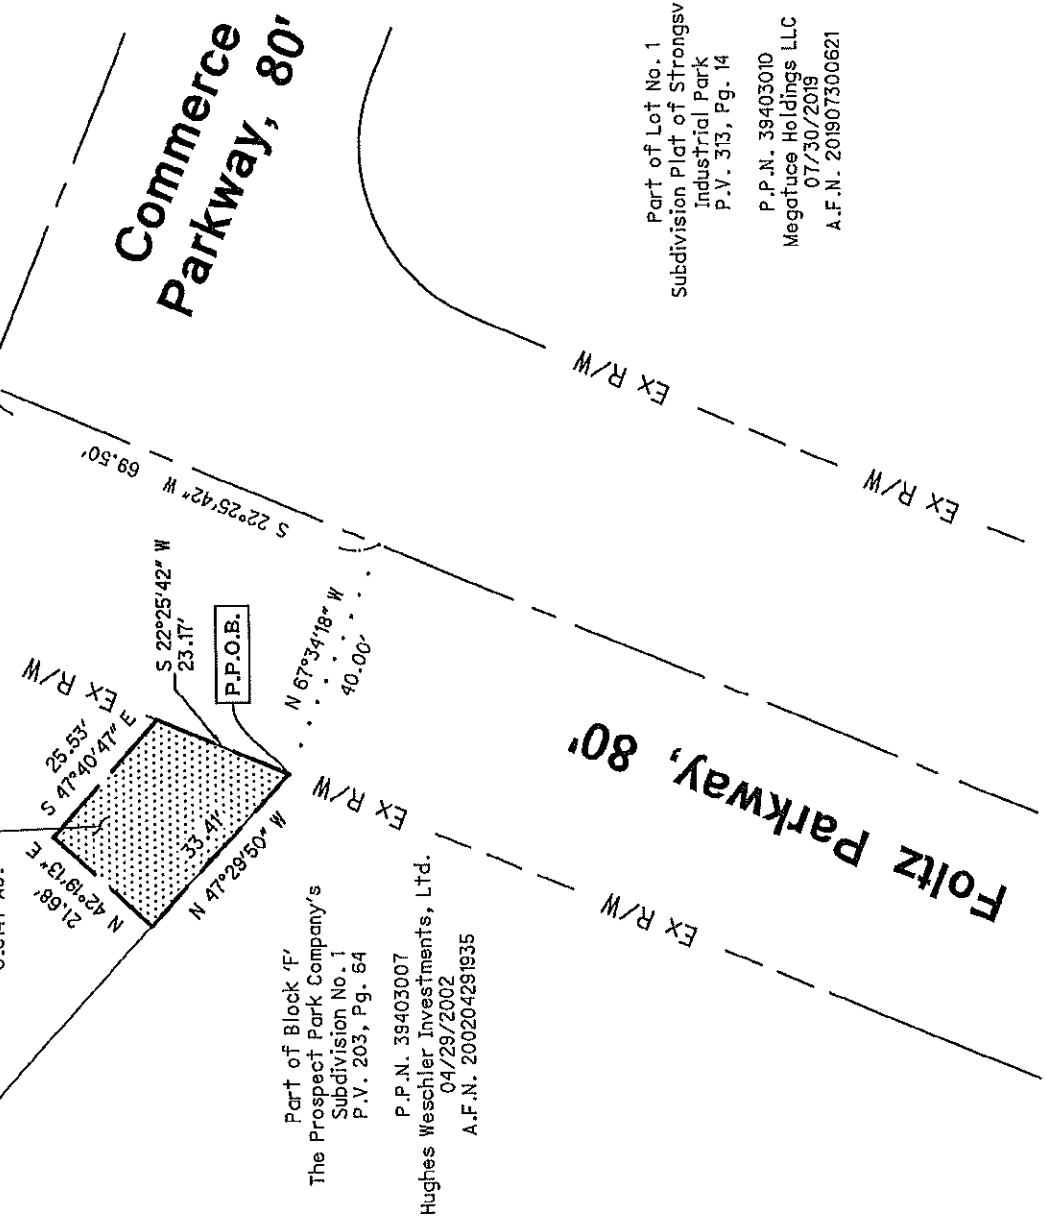 Commerce
Parkway, 80'
Part of Lot No. 1
Subdivision Plat of Strongsv
Industrial Park
P.V. 313, Pg. 14
P.P.N. 39403010
Megafuce Holdings LLC
07/30/2019
A.F.N. 201907300621
Ex R/W
Ex R/W
69.50'
S 22°25'42" W
S 22°25'42" W
23.17'
P.P.O.B.
N 67°34'18" W
40.00'
Ex R/W
25.53'
S 47°40'47" E
N 42°19'13" E
21.68'
33.41'
N 47°29'50" W
Ex R/W
Ex R/W
Foltz Parkway, 80'
Part of Block 'F'
The Prospect Park Company's
Subdivision No. 1
P.V. 203, Pg. 64
P.P.N. 39403007
Hughes Weschler Investments, Ltd.
04/29/2002
A.F.N. 200204291935